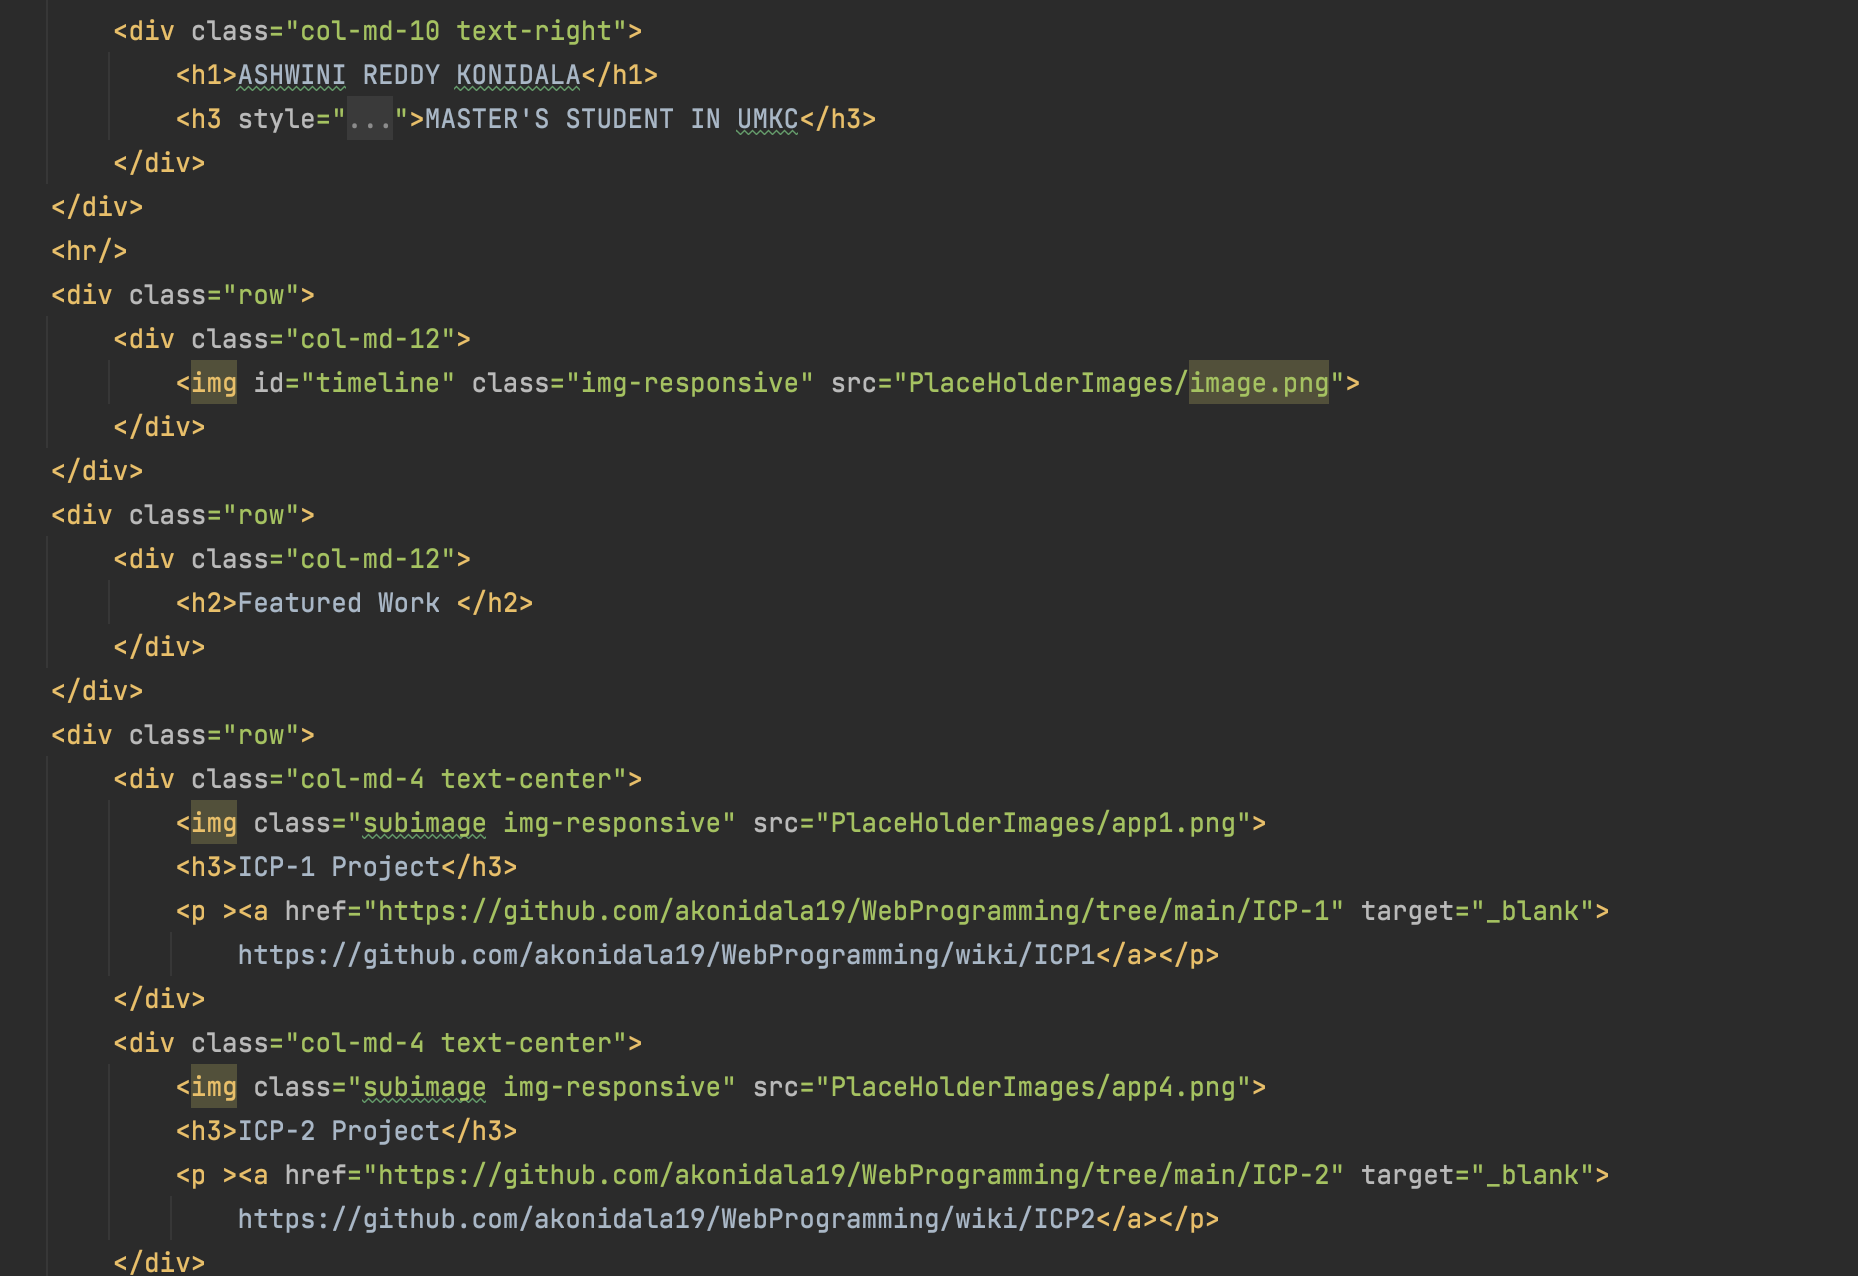 <div class="col-md-10 text-right">
<h1>ASHWINI REDDY KONIDALA</h1>
<h3 style="...">MASTER'S STUDENT IN UMKC</h3>
</div>
</div>
<hr/>
<div class="row">
<div class="col-md-12">
<img id="timeline" class="img-responsive" src="PlaceHolderImages/image.png">
</div>
</div>
<div class="row">
<div class="col-md-12">
<h2>Featured Work </h2>
</div>
</div>
<div class="row">
<div class="col-md-4 text-center">
<img class="subimage img-responsive" src="PlaceHolderImages/app1.png">
<h3>ICP-1 Project</h3>
<p ><a href="https://github.com/akonidala19/WebProgramming/tree/main/ICP-1" target="_blank">
https://github.com/akonidala19/WebProgramming/wiki/ICP1</a></p>
</div>
<div class="col-md-4 text-center">
<img class="subimage img-responsive" src="PlaceHolderImages/app4.png">
<h3>ICP-2 Project</h3>
<p ><a href="https://github.com/akonidala19/WebProgramming/tree/main/ICP-2" target="_blank">
https://github.com/akonidala19/WebProgramming/wiki/ICP2</a></p>
</div>